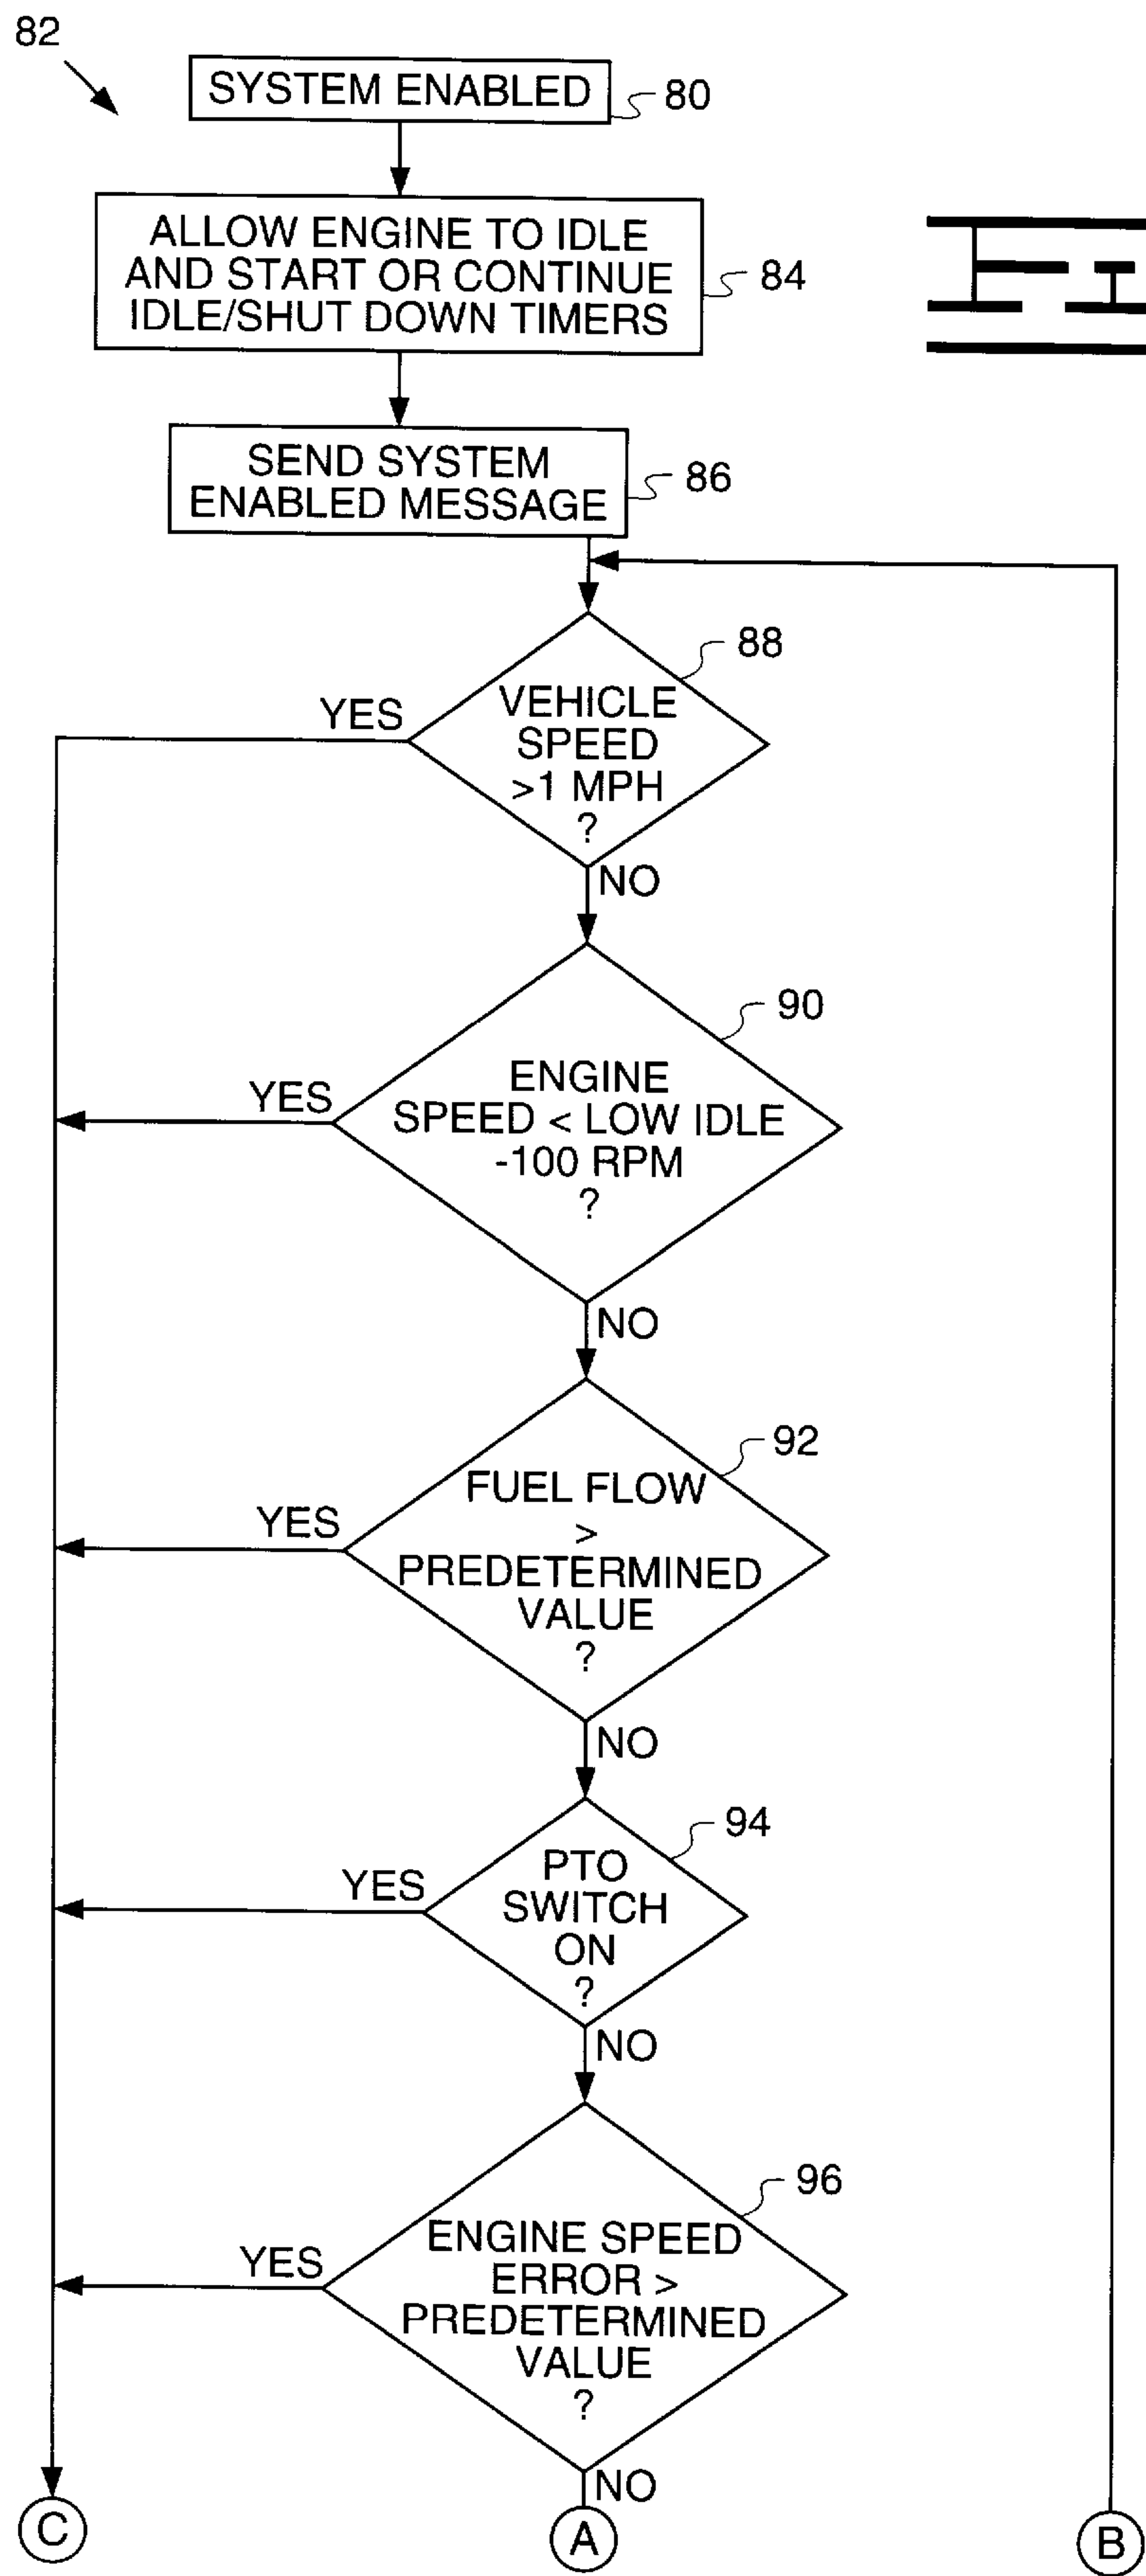 82
SYSTEM ENABLED
80
ALLOW ENGINE TO IDLE
AND START OR CONTINUE
IDLE/SHUT DOWN TIMERS
84
SEND SYSTEM
ENABLED MESSAGE
86
88
VEHICLE
SPEED
>1 MPH
?
YES
NO
90
ENGINE
SPEED < LOW IDLE
-100 RPM
?
YES
NO
92
FUEL FLOW
>
PREDETERMINED
VALUE
?
YES
NO
94
PTO
SWITCH
ON
?
YES
NO
96
ENGINE SPEED
ERROR >
PREDETERMINED
VALUE
?
YES
NO
C
A
B